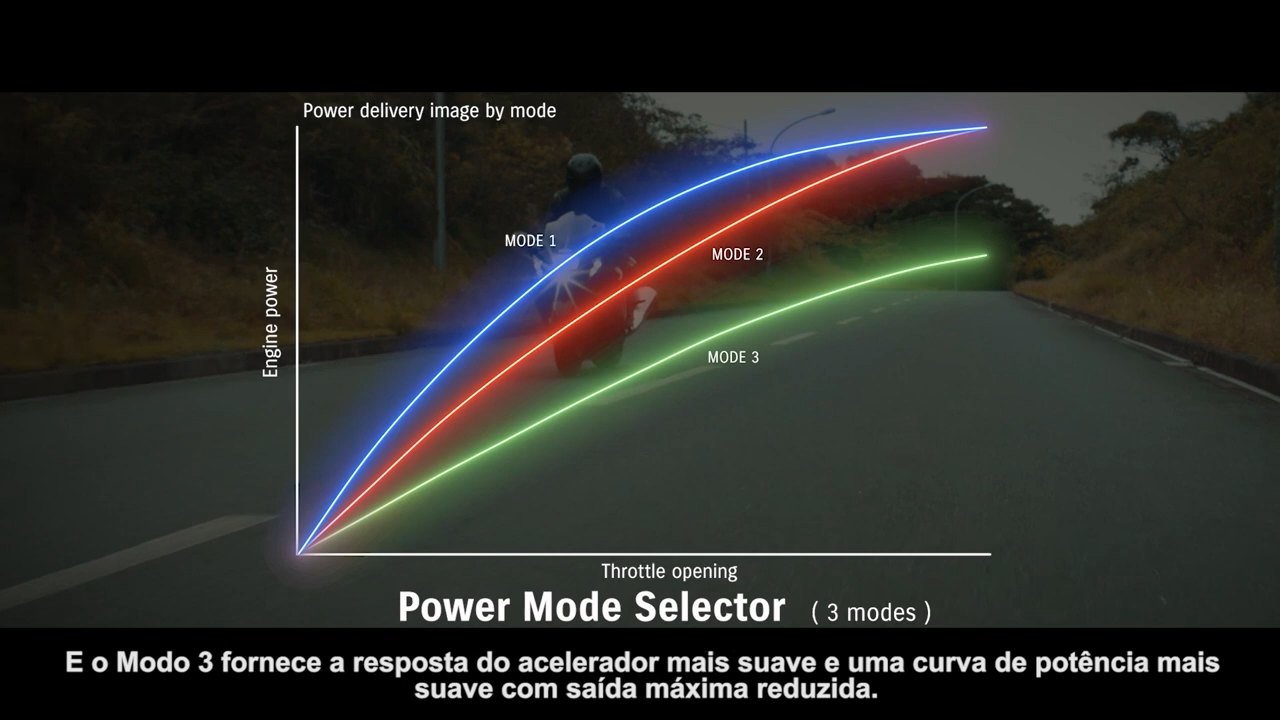 Power delivery image by mode
MODE 1
MODE 2
MODE 3
Engine power
Throttle opening
Power Mode Selector ( 3 modes )
E o Modo 3 fornece a resposta do acelerador mais suave e uma curva de potência mais
suave com saída máxima reduzida.